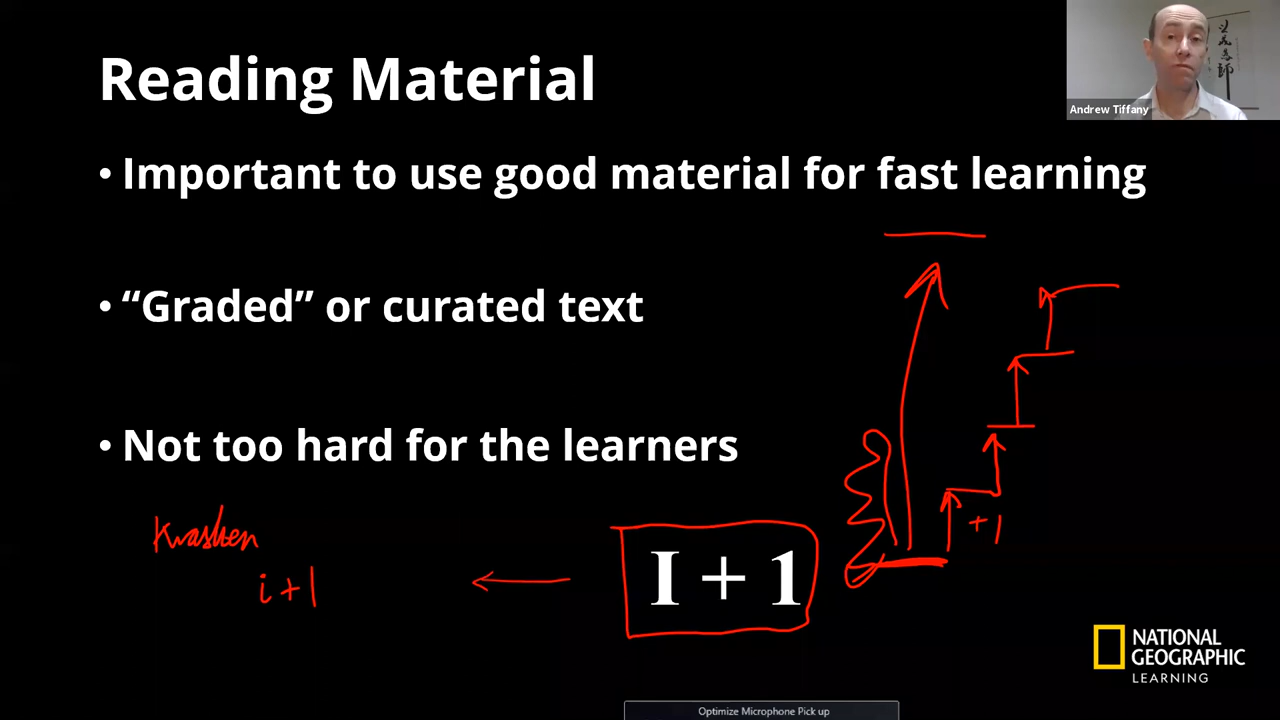 Reading Material
Andrew Tiffany
• Important to use good material for fast learning
• “Graded” or curated text
• Not too hard for the learners
Krashen
i+1
I + 1
+1
NATIONAL
GEOGRAPHIC
LEARNING
Optimize Microphone Pick up